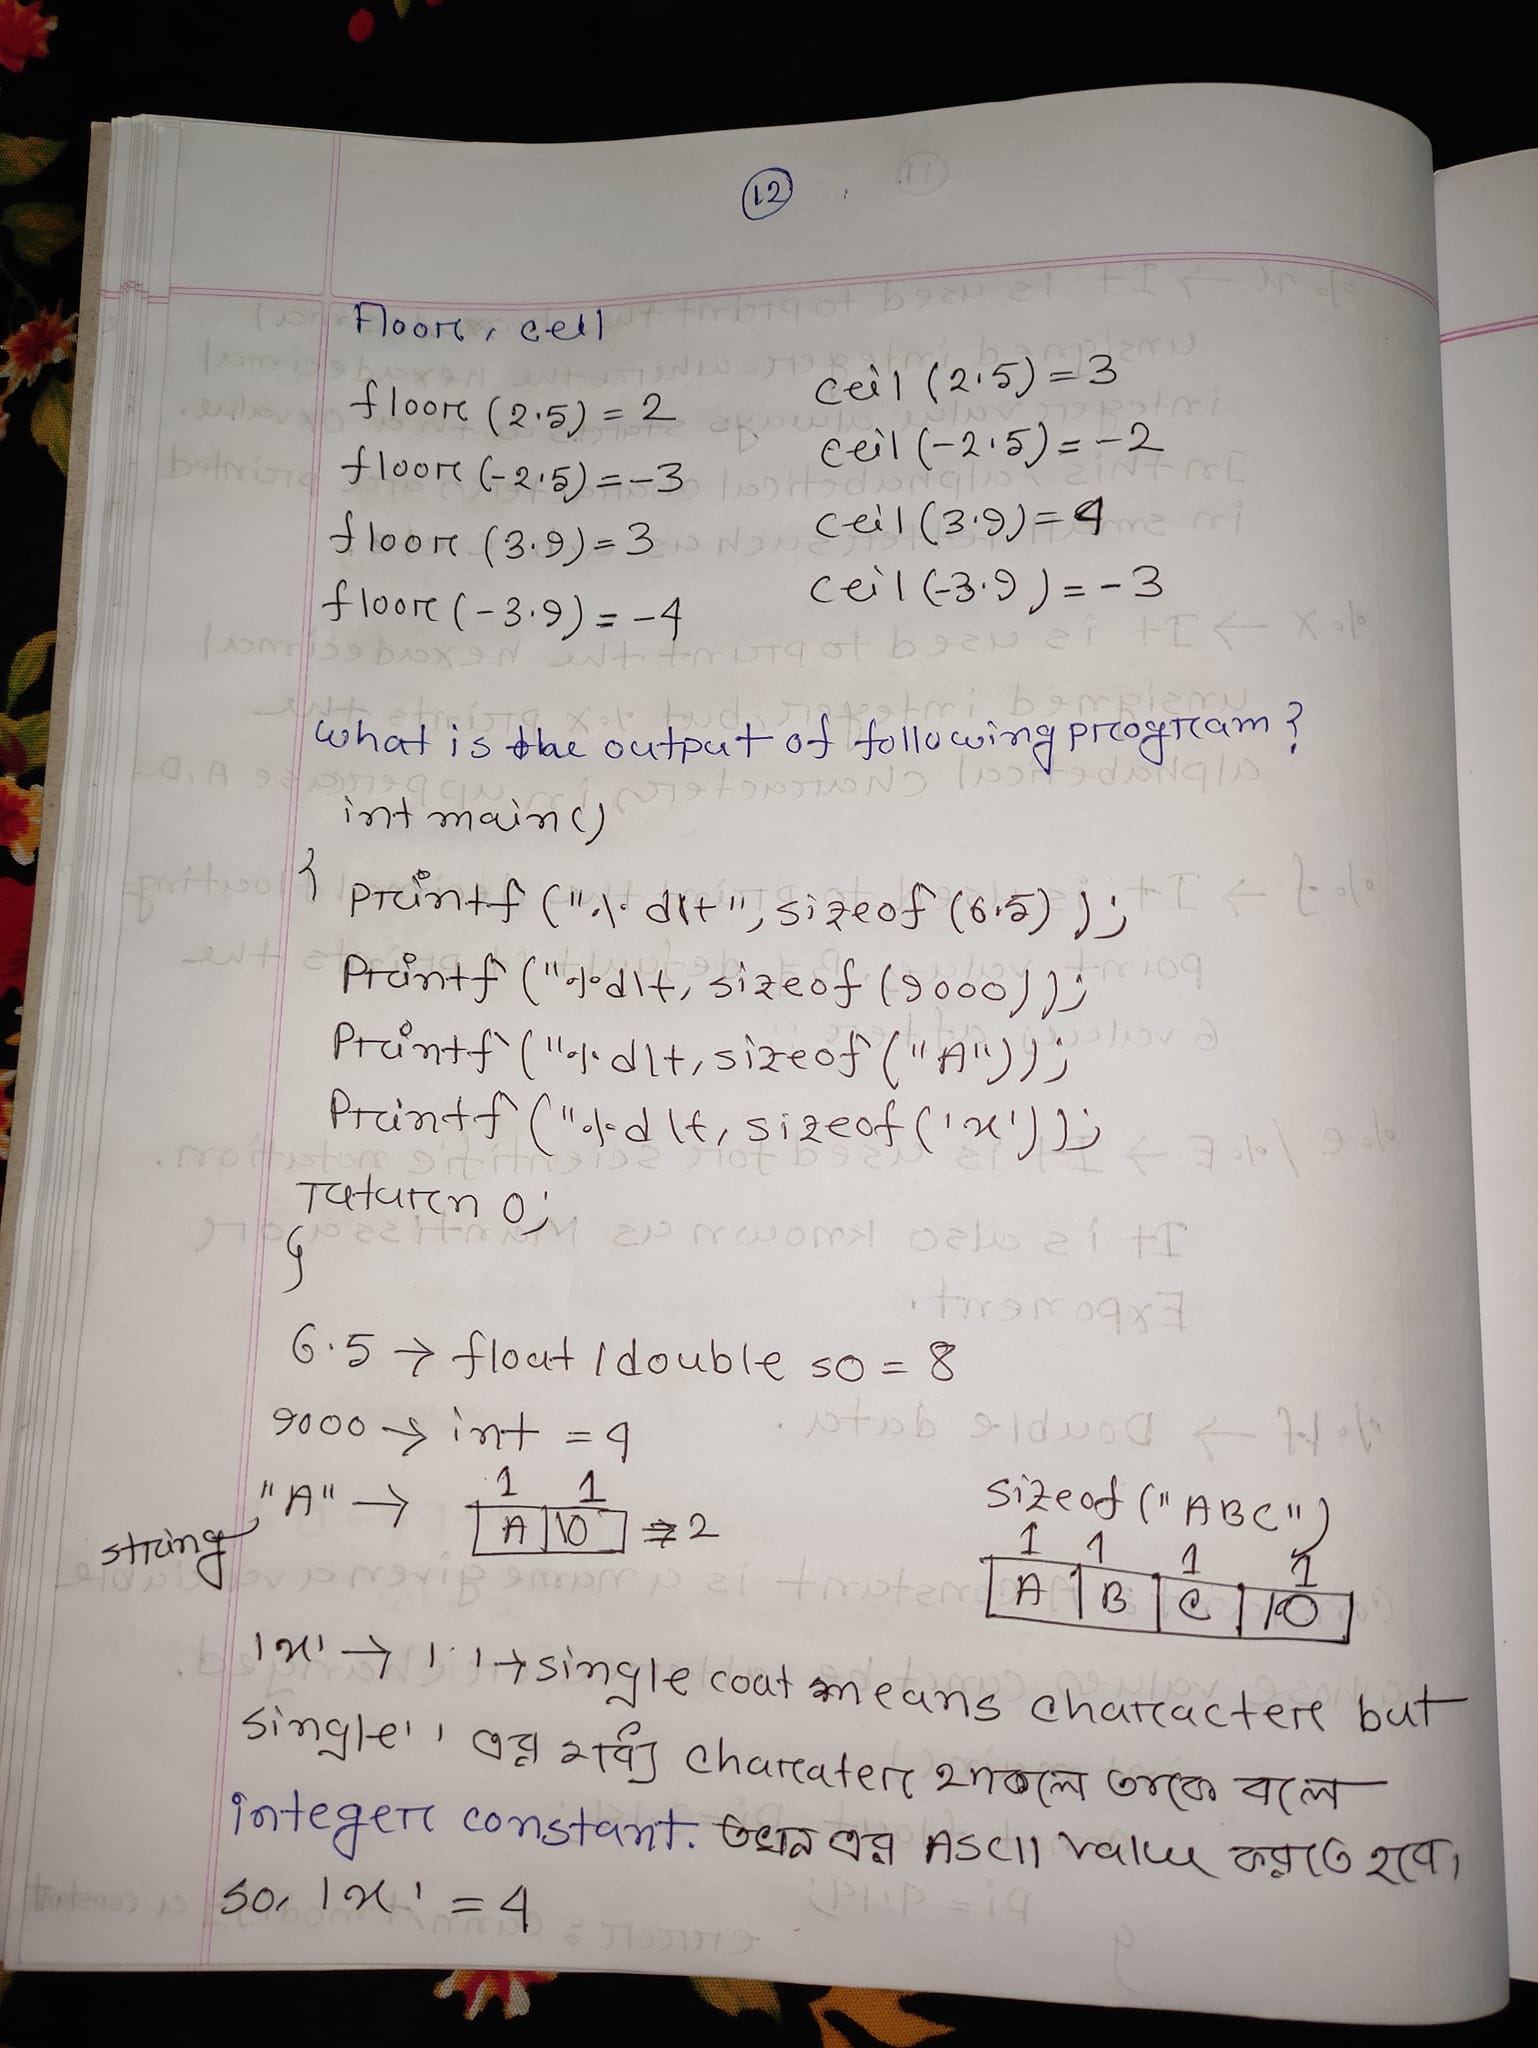 12
Floor, ceil
floor (2.5) = 2
ceil (2.5) = 3
floor (-2.5) = -3
ceil (-2.5) = -2
floor (3.9) = 3
ceil (3.9) = 4
floor (-3.9) = -4
ceil (-3.9) = -3
what is the output of following program?
int main()
{ printf ("%d\t", sizeof (6.5) );
printf ("%d\t, sizeof (9000));
printf ("%d\t, sizeof ("A"));
printf ("%d\t, sizeof ('x'));
return 0;
}
6.5 → float / double so = 8
9000 → int = 4
1 1
string "A" → A \0 ⇒ 2
sizeof ("ABC")
1 1 1 1
A B C \0
'x' → ' ' → single coat means character but
single ' ' এর character থাকলে তাকে বলে
integer constant. তখন এর ASCII value করতে হবে।
so, 'x' = 4